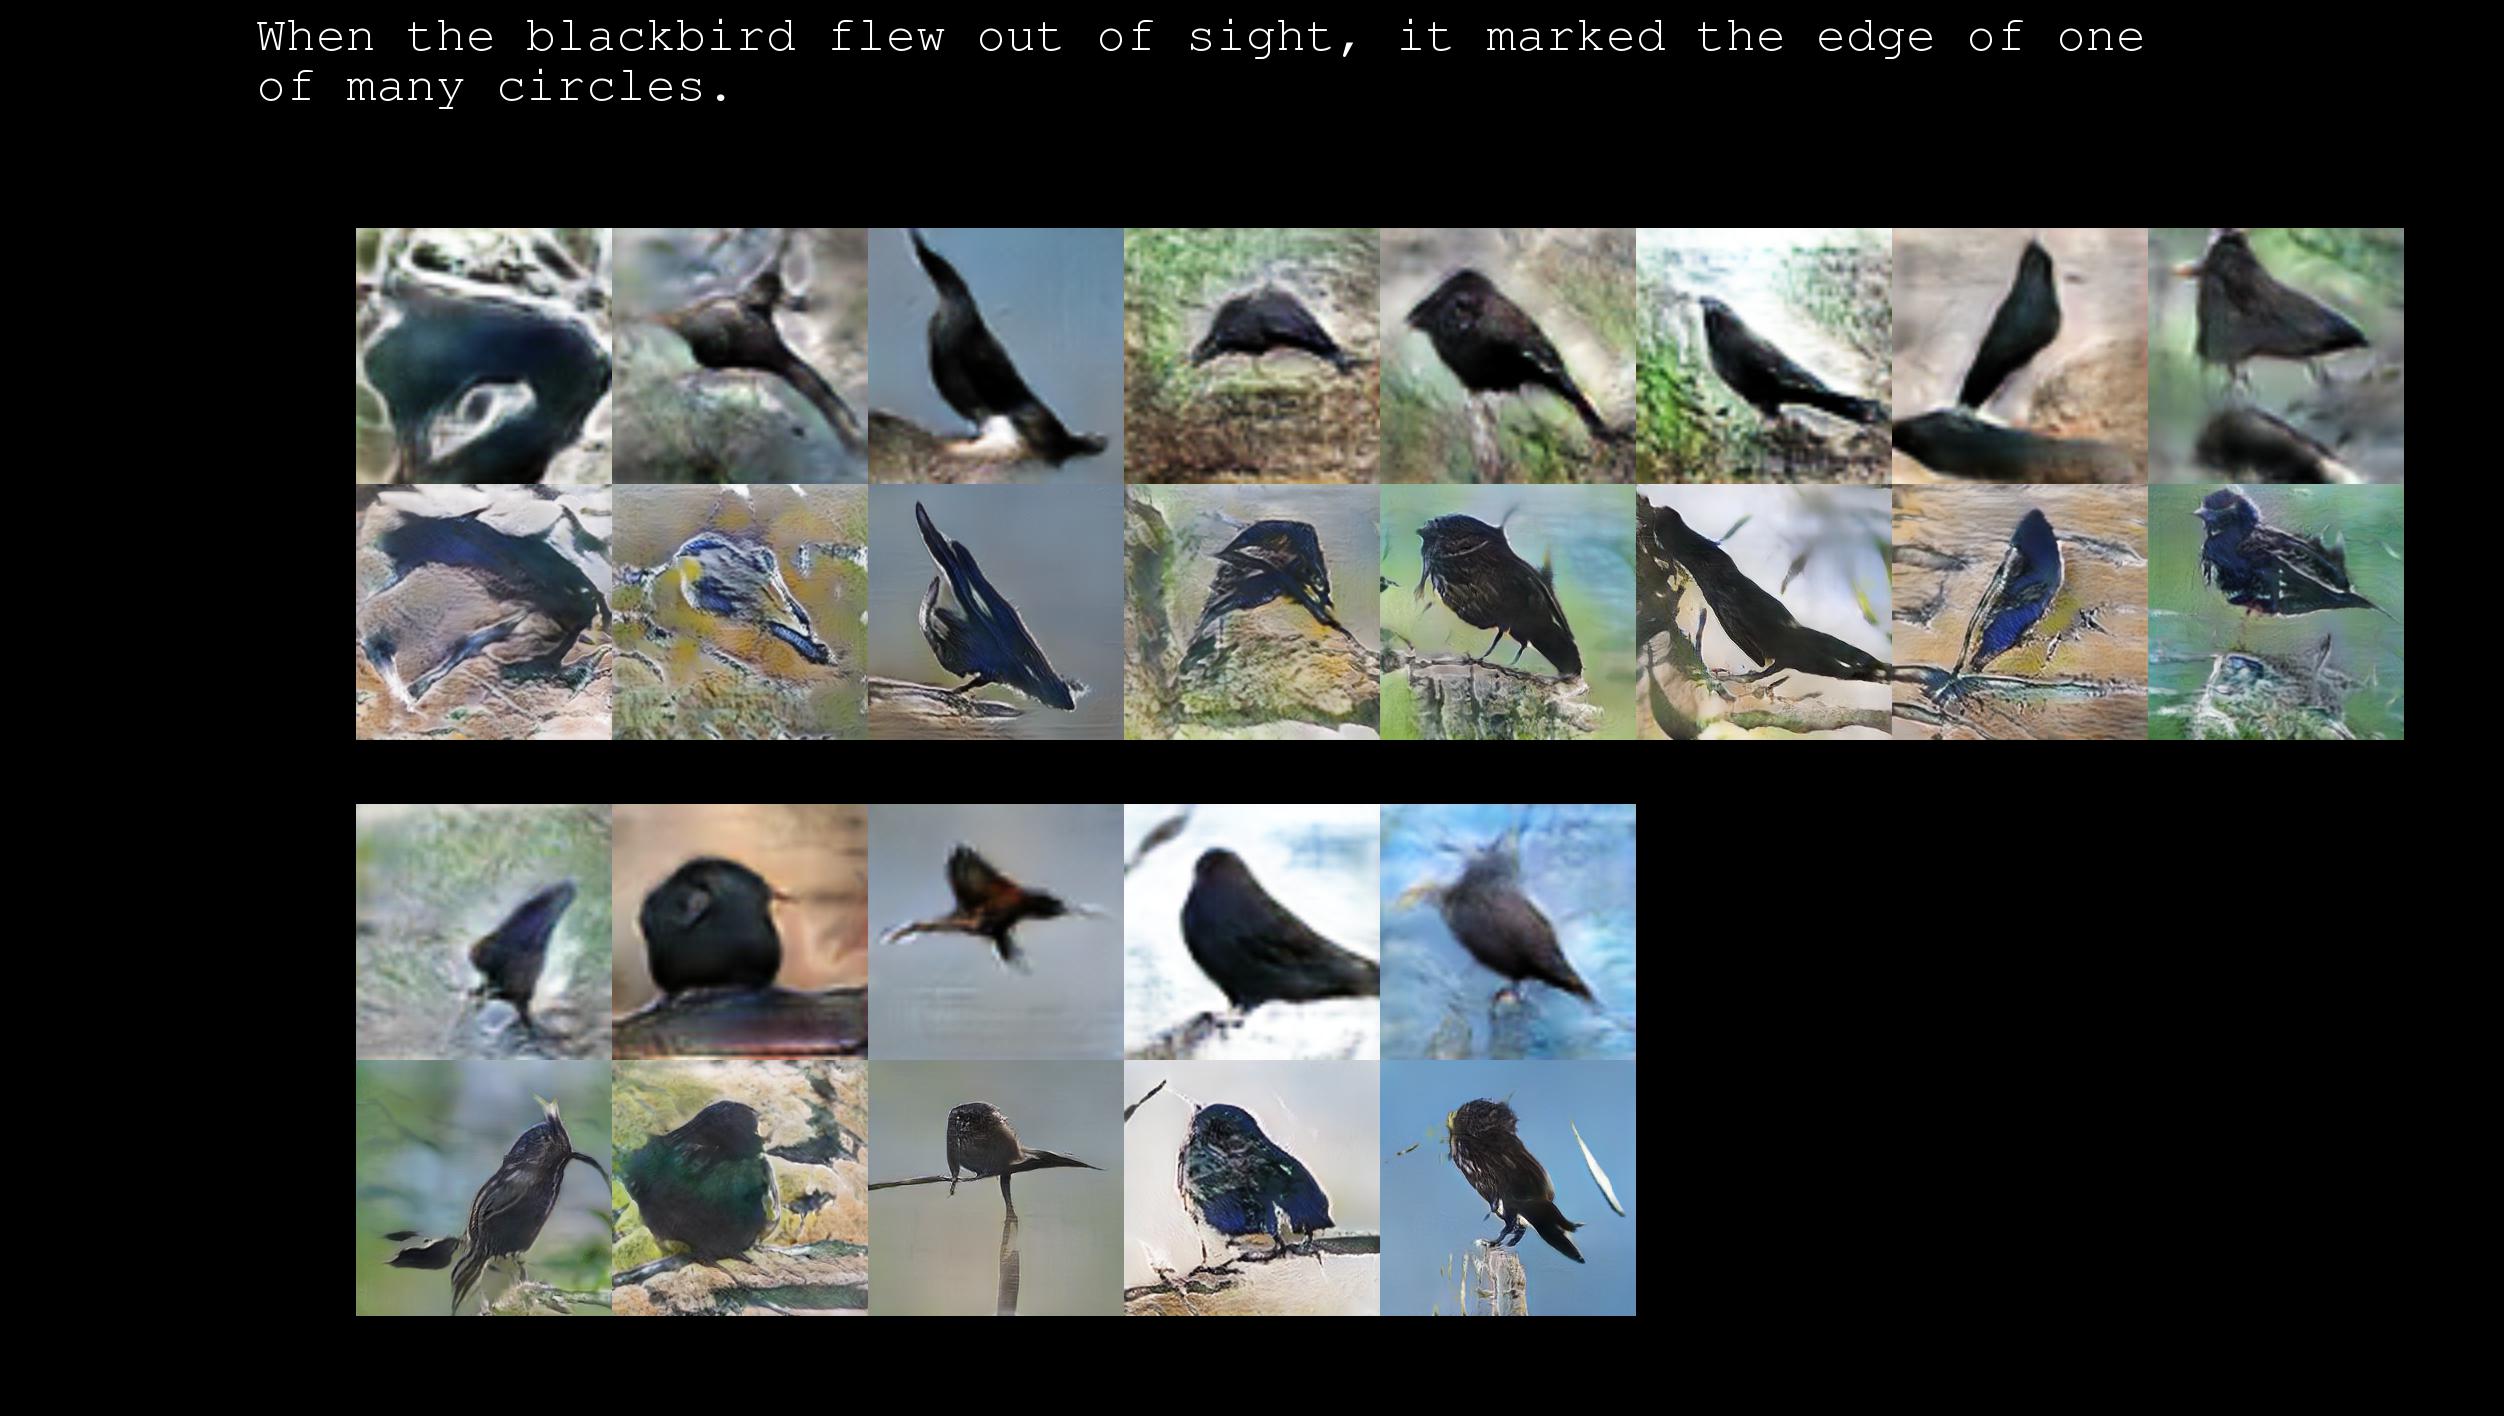 When the blackbird flew out of sight, it marked the edge of one
of many circles.